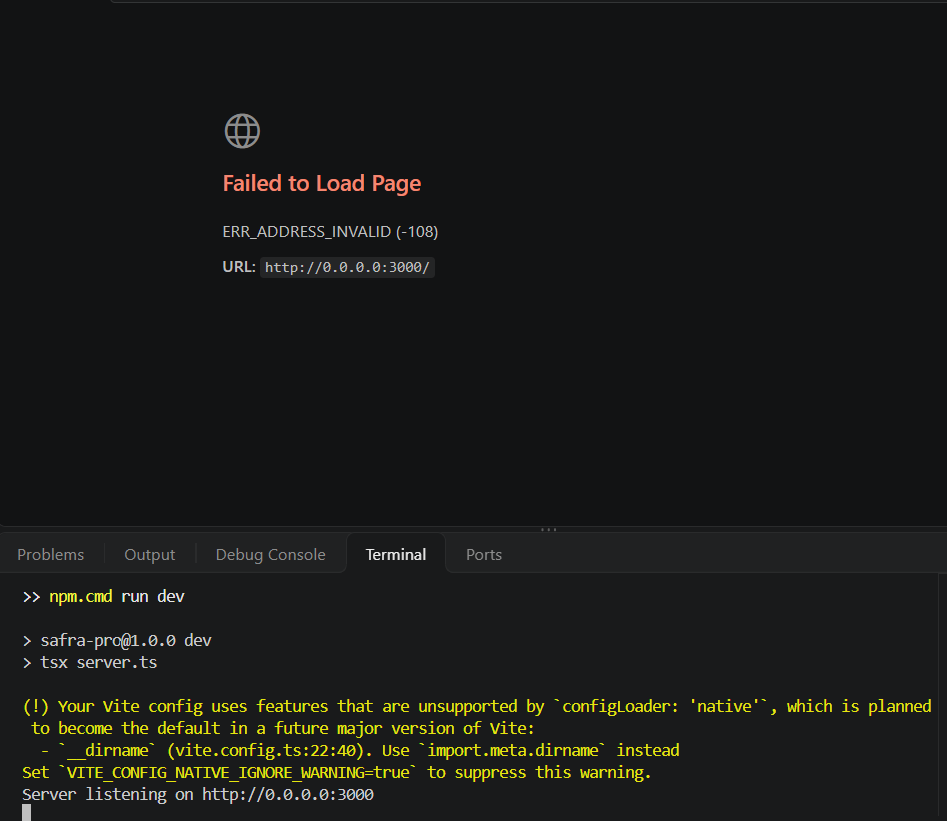 Failed to Load Page
ERR_ADDRESS_INVALID (-108)
URL: http://0.0.0.0:3000/
Problems Output Debug Console Terminal Ports
>> npm.cmd run dev
> safra-pro@1.0.0 dev
> tsx server.ts
(!) Your Vite config uses features that are unsupported by `configLoader: 'native'`, which is planned
to become the default in a future major version of Vite:
- `__dirname` (vite.config.ts:22:40). Use `import.meta.dirname` instead
Set `VITE_CONFIG_NATIVE_IGNORE_WARNING=true` to suppress this warning.
Server listening on http://0.0.0.0:3000